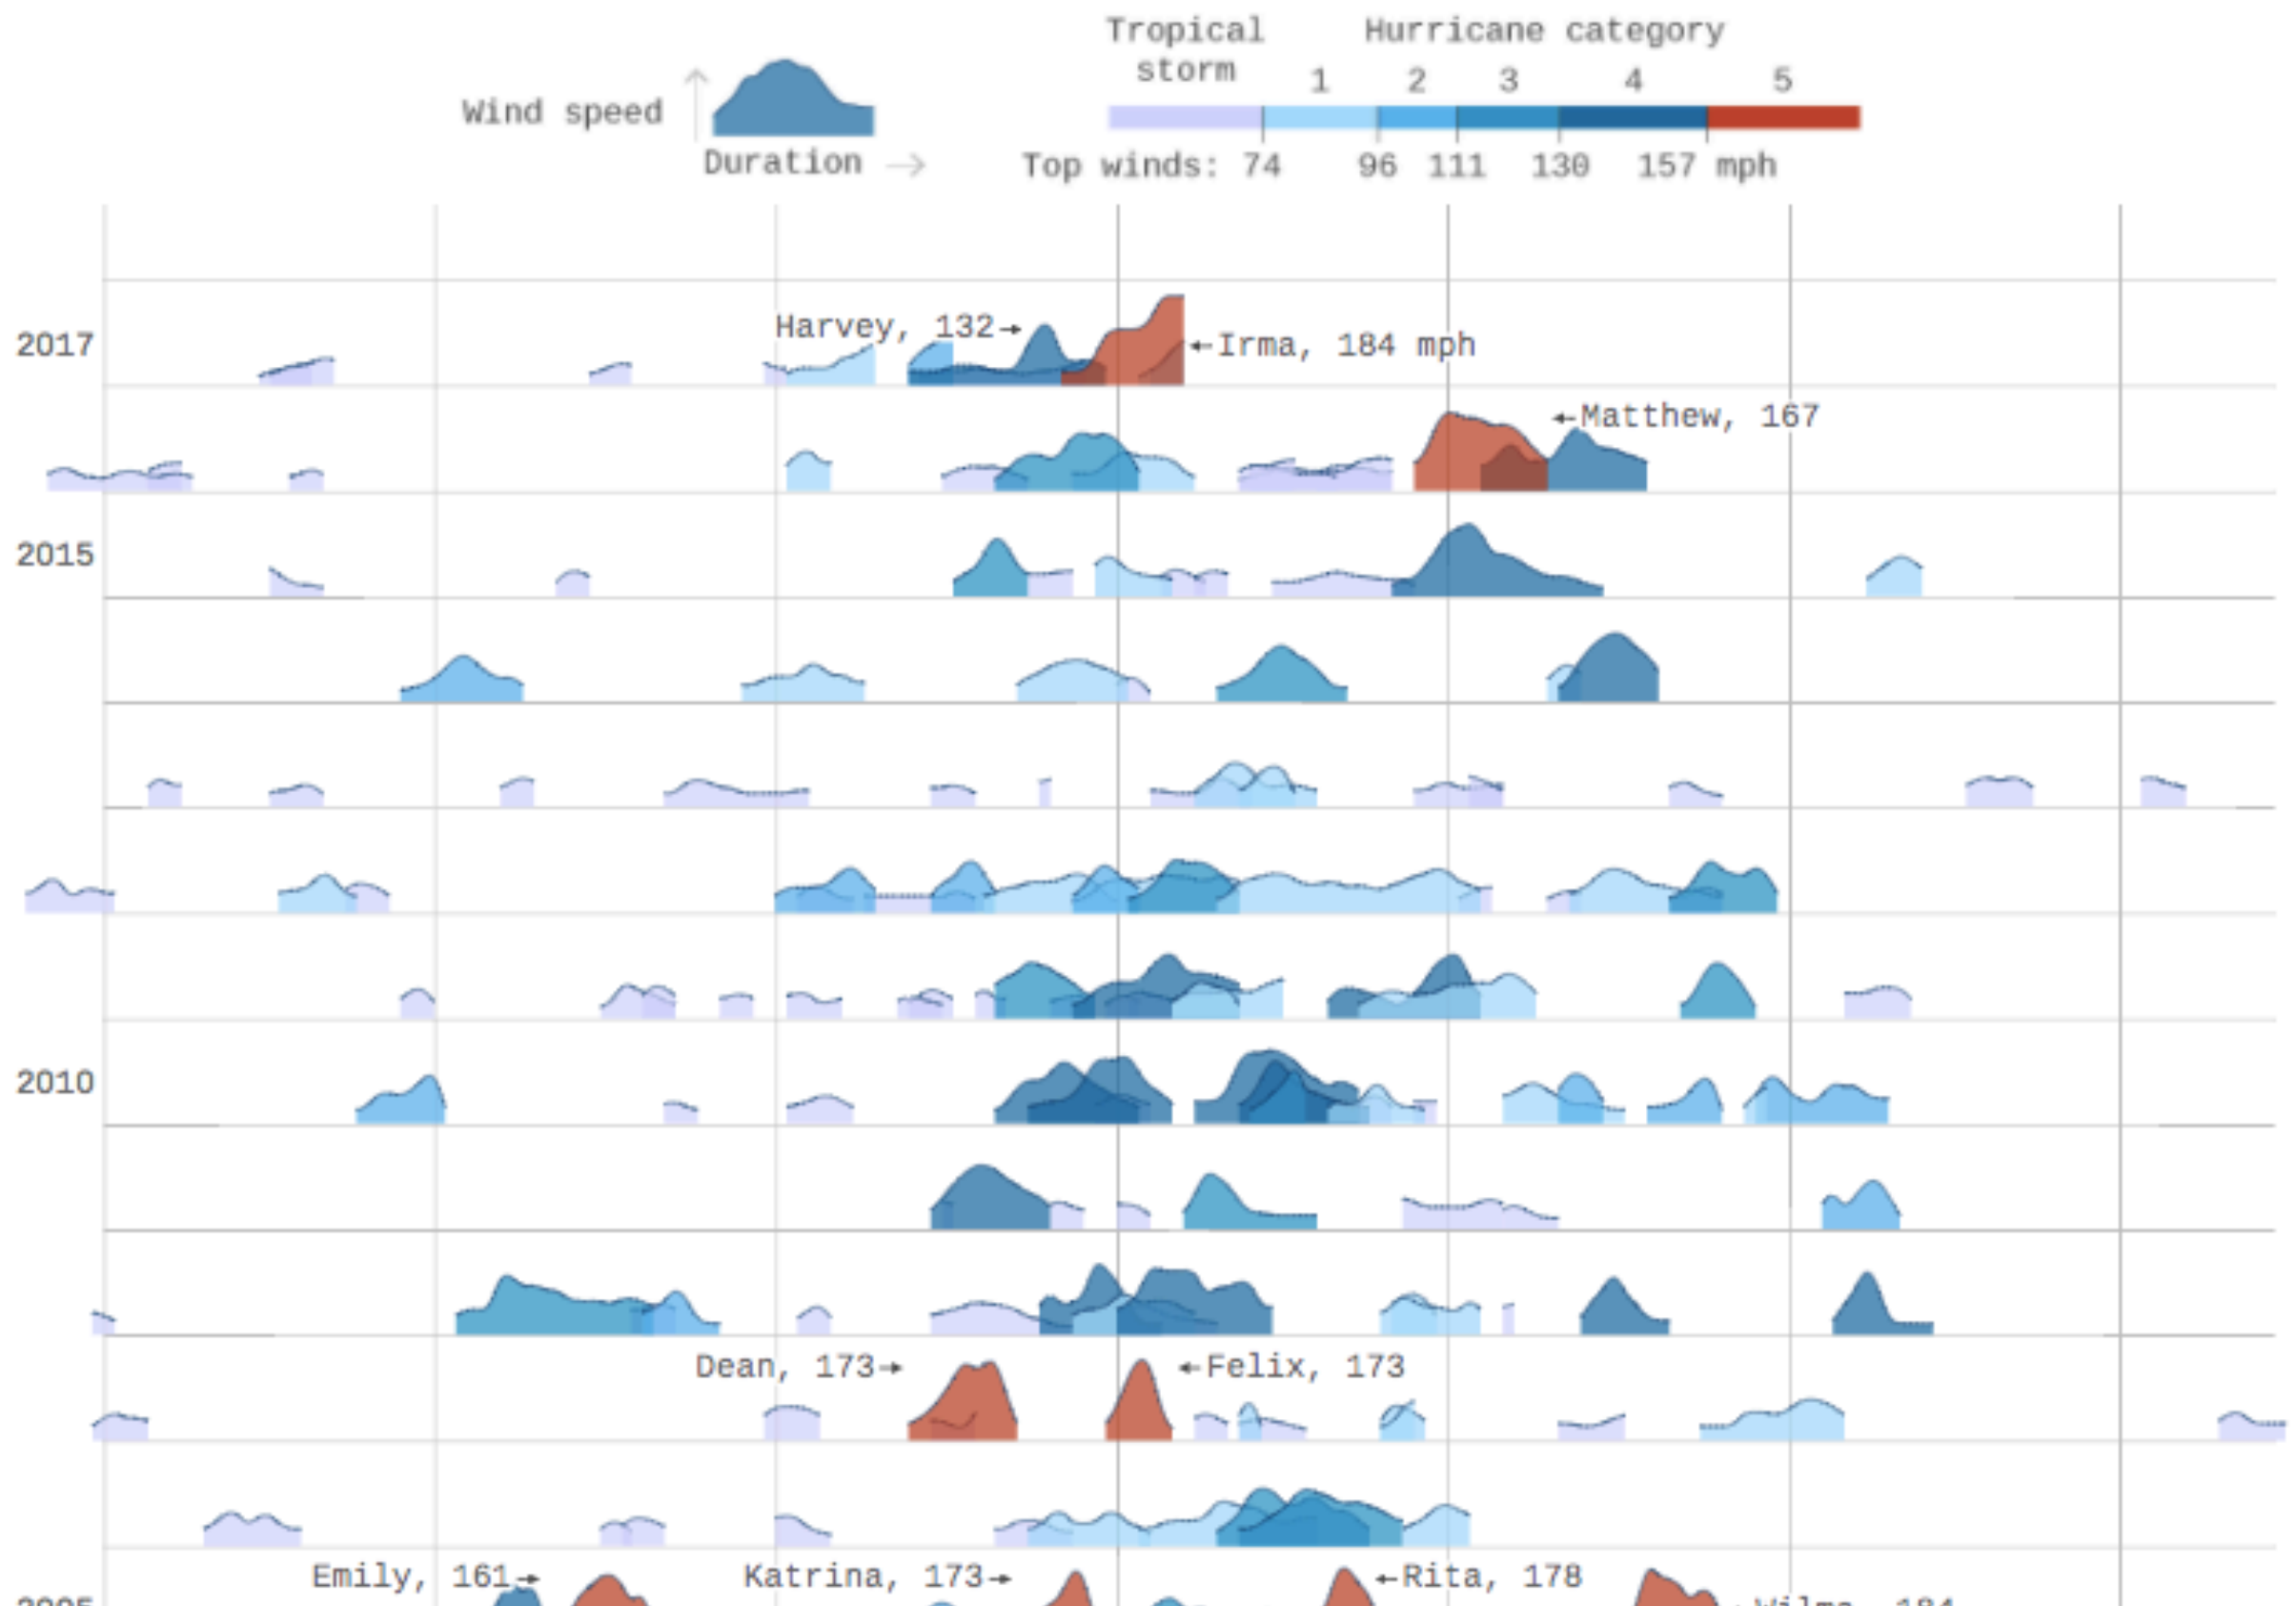 Tropical storm
Hurricane category
1 2 3 4 5
Wind speed
Duration
Top winds: 74 96 111 130 157 mph
2017
Harvey, 132
Irma, 184 mph
Matthew, 167
2015
2010
Dean, 173
Felix, 173
Emily, 161
Katrina, 173
Rita, 178